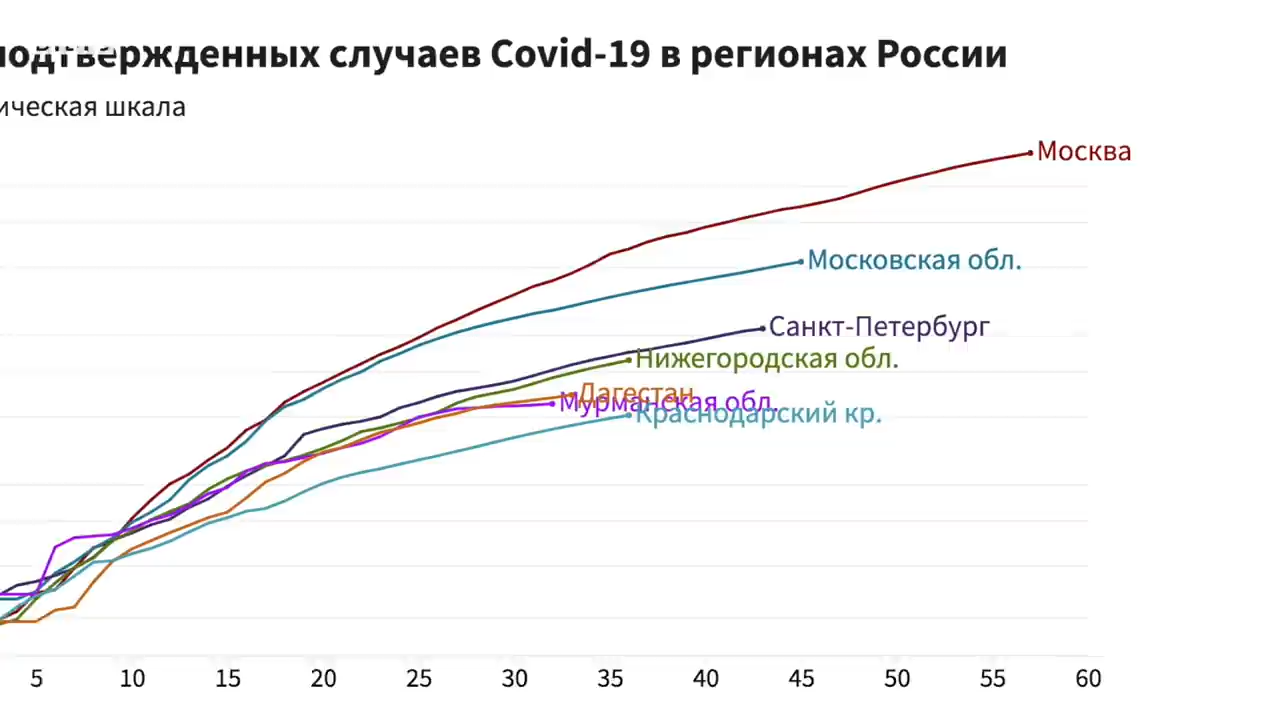 подтвержденных случаев Covid-19 в регионах России
ическая шкала
Москва
Московская обл.
Санкт-Петербург
Нижегородская обл.
Дагестан
Мурманская обл.
Краснодарский кр.
5 10 15 20 25 30 35 40 45 50 55 60